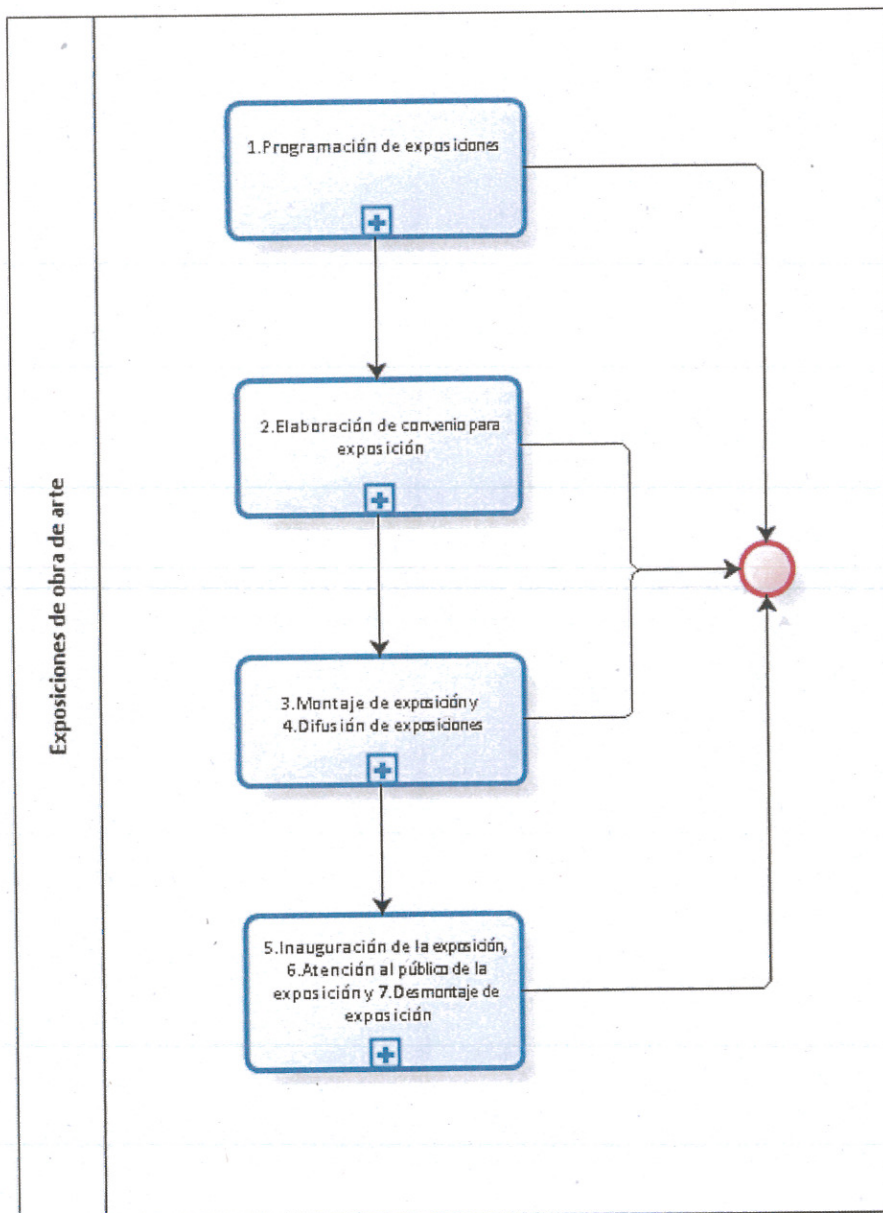 Exposiciones de obra de arte
1.Programación de exposiciones
2.Elaboración de convenio para
exposición
3.Montaje de exposición y
4.Difusión de exposiciones
5.Inauguración de la exposición,
6.Atención al público de la
exposición y 7.Desmontaje de
exposición